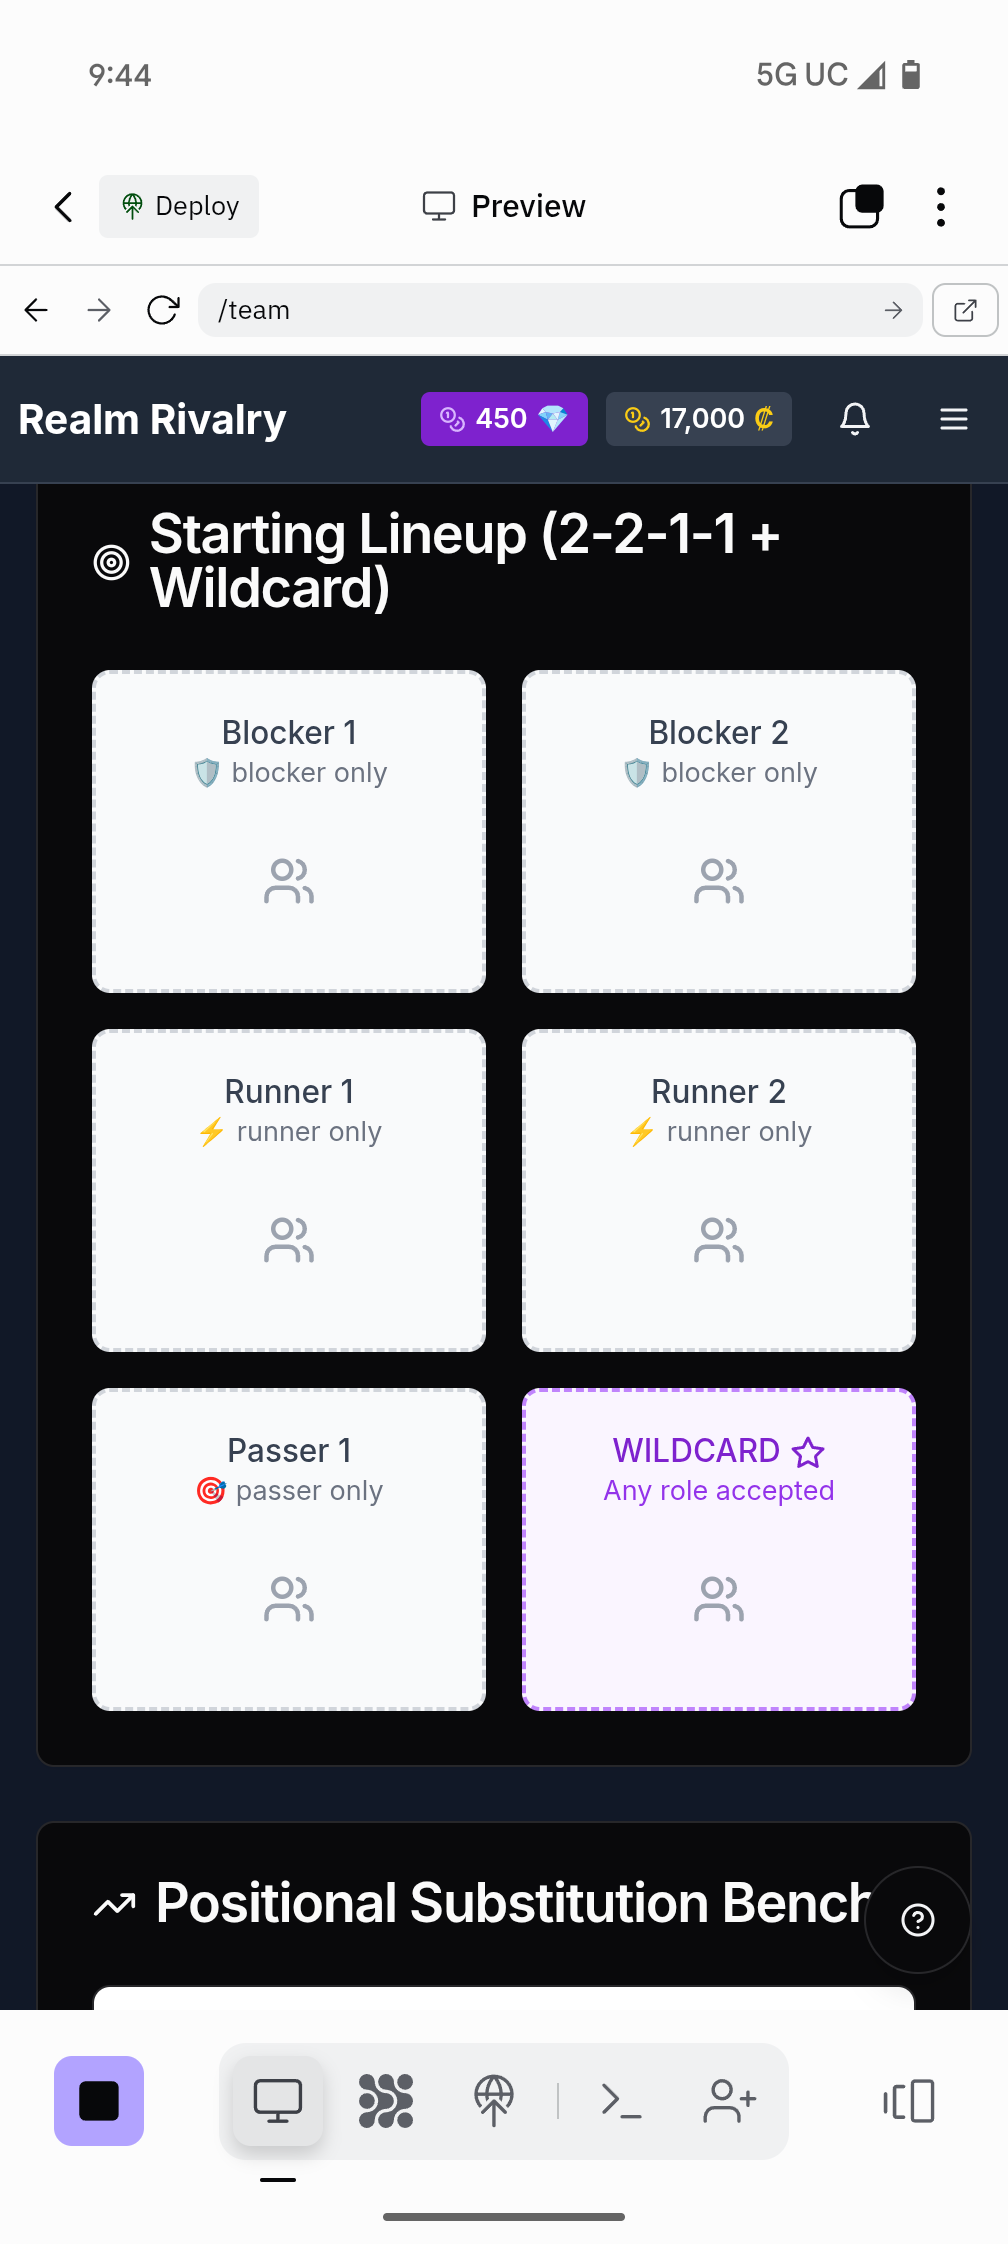 9:44
5G UC
Deploy
Preview
/team
Realm Rivalry
450 💎
17,000 ₡
Starting Lineup (2-2-1-1 +
Wildcard)
Blocker 1
🛡️ blocker only
Blocker 2
🛡️ blocker only
Runner 1
⚡ runner only
Runner 2
⚡ runner only
Passer 1
🎯 passer only
WILDCARD
Any role accepted
Positional Substitution Bench